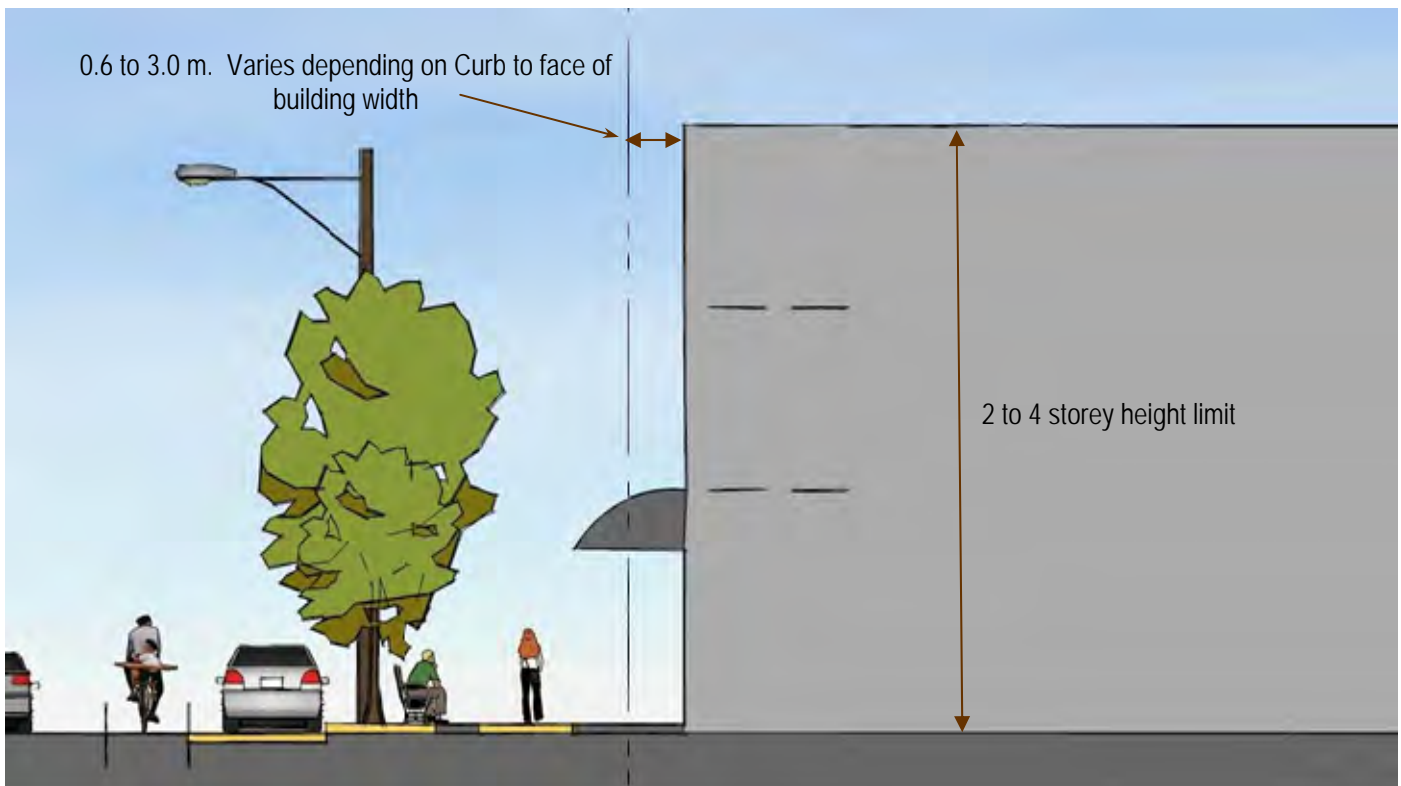 0.6 to 3.0 m.  Varies depending on Curb to face of
building width
2 to 4 storey height limit